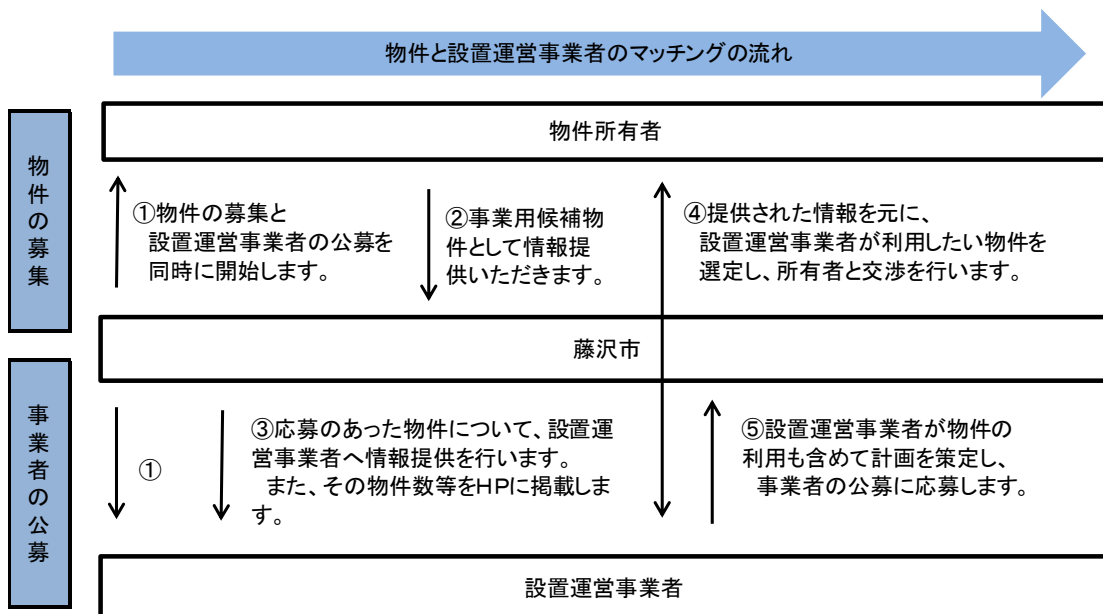 物件と設置運営事業者のマッチングの流れ
物件の募集
物件所有者
①物件の募集と
設置運営事業者の公募を
同時に開始します。
②事業用候補物
件として情報提
供いただきます。
④提供された情報を元に、
設置運営事業者が利用したい物件を
選定し、所有者と交渉を行います。
藤沢市
事業者の公募
①
③応募のあった物件について、設置運
営事業者へ情報提供を行います。
また、その物件数等をHPに掲載しま
す。
⑤設置運営事業者が物件の
利用も含めて計画を策定し、
事業者の公募に応募します。
設置運営事業者